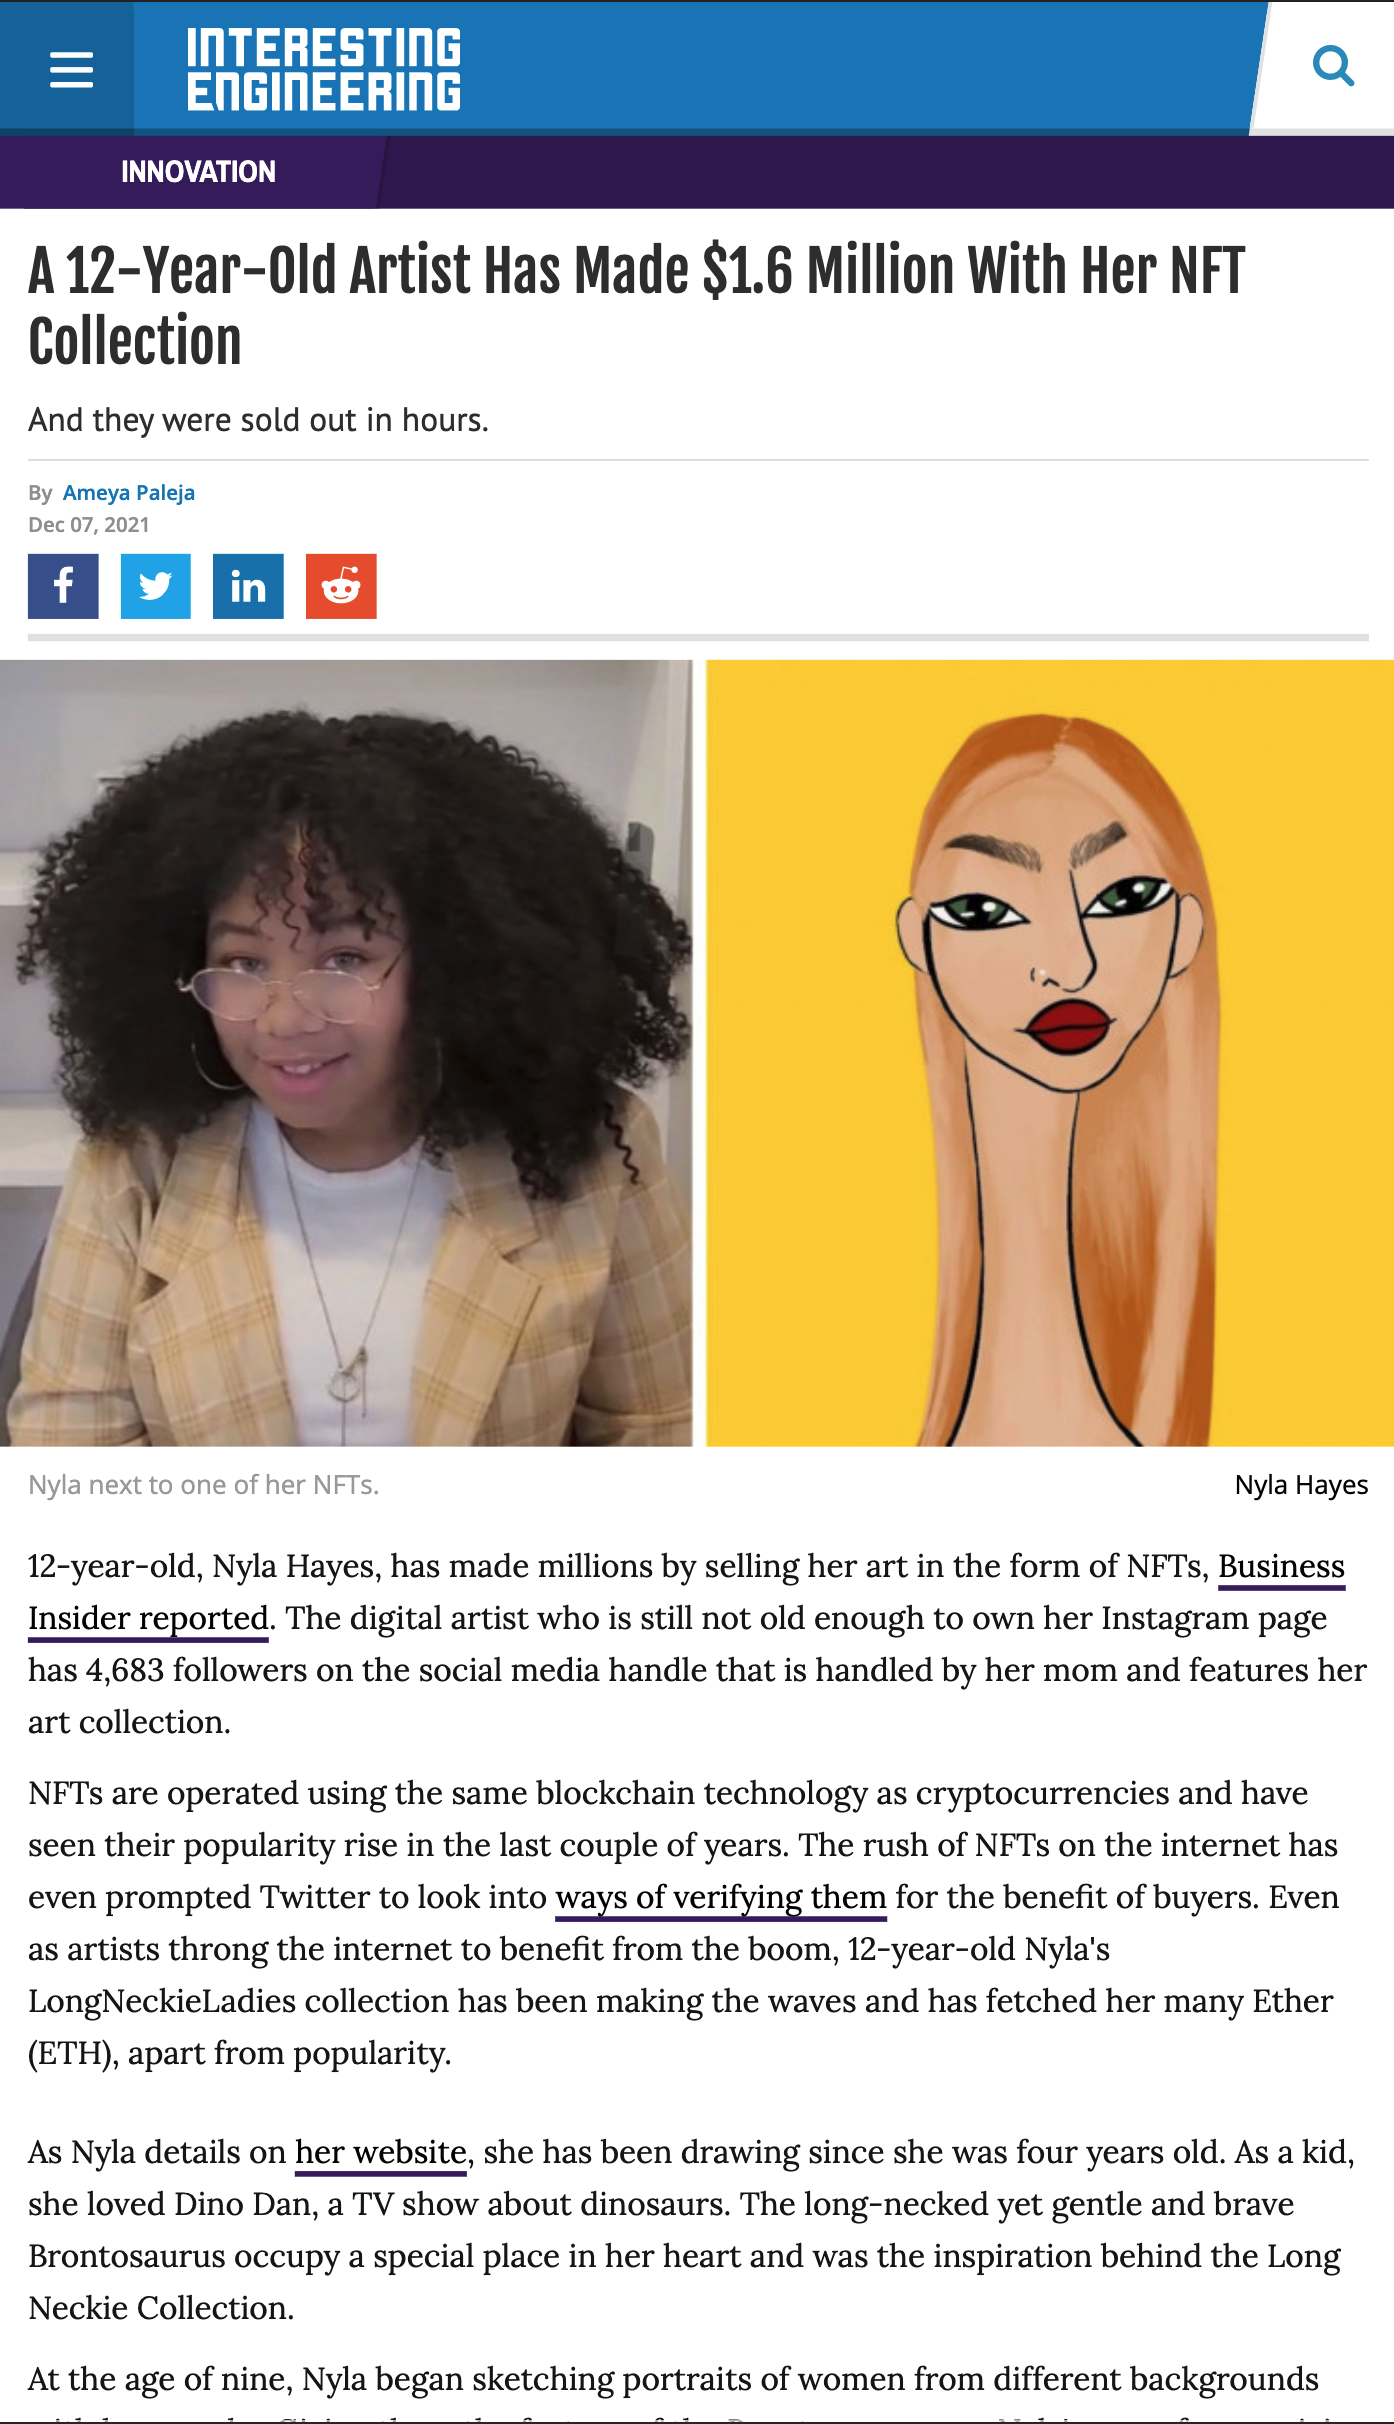 INTERESTING
ENGINEERING
INNOVATION
A 12-Year-Old Artist Has Made $1.6 Million With Her NFT
Collection
And they were sold out in hours.
By Ameya Paleja
Dec 07, 2021
f
in
Nyla next to one of her NFTs.
Nyla Hayes
12-year-old, Nyla Hayes, has made millions by selling her art in the form of NFTs, Business
Insider reported. The digital artist who is still not old enough to own her Instagram page
has 4,683 followers on the social media handle that is handled by her mom and features her
art collection.
NFTs are operated using the same blockchain technology as cryptocurrencies and have
seen their popularity rise in the last couple of years. The rush of NFTs on the internet has
even prompted Twitter to look into ways of verifying them for the benefit of buyers. Even
as artists throng the internet to benefit from the boom, 12-year-old Nyla's
LongNeckieLadies collection has been making the waves and has fetched her many Ether
(ETH), apart from popularity.
As Nyla details on her website, she has been drawing since she was four years old. As a kid,
she loved Dino Dan, a TV show about dinosaurs. The long-necked yet gentle and brave
Brontosaurus occupy a special place in her heart and was the inspiration behind the Long
Neckie Collection.
At the age of nine, Nyla began sketching portraits of women from different backgrounds